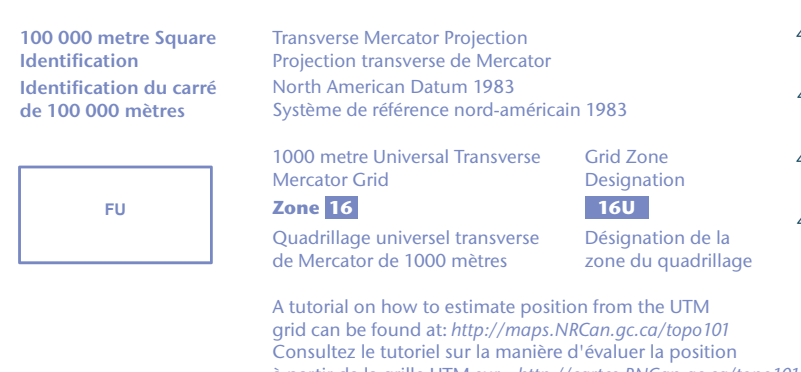 100 000 metre Square
Identification
Identification du carré
de 100 000 mètres
FU
Transverse Mercator Projection
Projection transverse de Mercator
North American Datum 1983
Système de référence nord-américain 1983
1000 metre Universal Transverse
Mercator Grid
Zone 16
Quadrillage universel transverse
de Mercator de 1000 mètres
Grid Zone
Designation
16U
Désignation de la
zone du quadrillage
A tutorial on how to estimate position from the UTM
grid can be found at: http://maps.NRCan.gc.ca/topo101
Consultez le tutoriel sur la manière d'évaluer la position